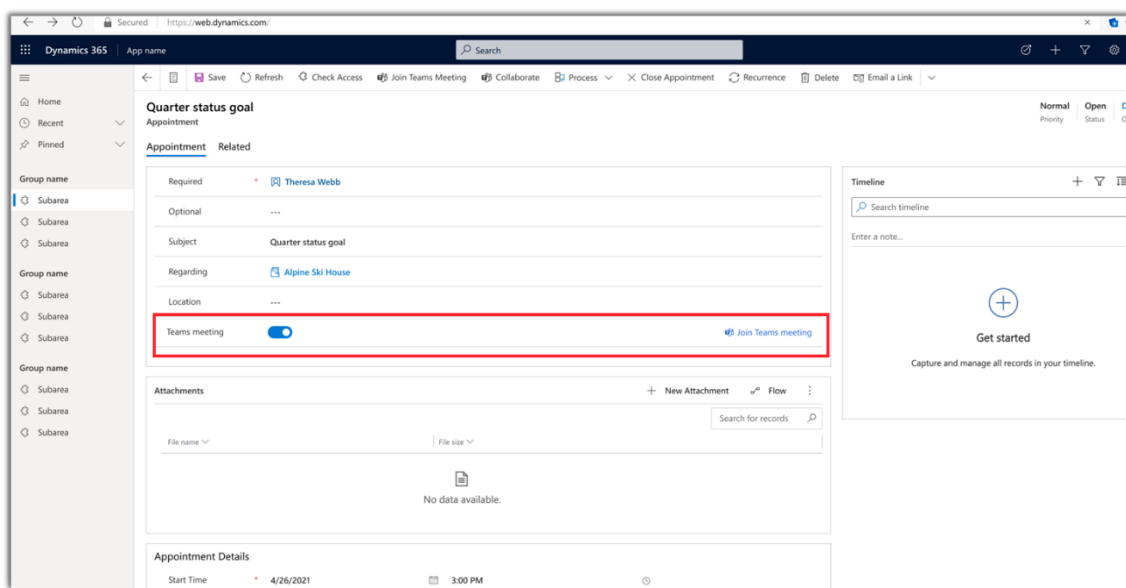 Secured https://web.dynamics.com/
Dynamics 365 App name Search
Save Refresh Check Access Join Teams Meeting Collaborate Process Close Appointment Recurrence Delete Email a Link
Home
Recent
Pinned
Group name
Subarea
Subarea
Subarea
Group name
Subarea
Subarea
Subarea
Group name
Subarea
Subarea
Subarea
Quarter status goal
Appointment
Normal Open
Priority Status
Appointment Related
Required * Theresa Webb
Optional ---
Subject Quarter status goal
Regarding Alpine Ski House
Location ---
Teams meeting Join Teams meeting
Attachments New Attachment Flow
Search for records
File name File size
No data available.
Appointment Details
Start Time * 4/26/2021 3:00 PM
Timeline
Search timeline
Enter a note...
Get started
Capture and manage all records in your timeline.